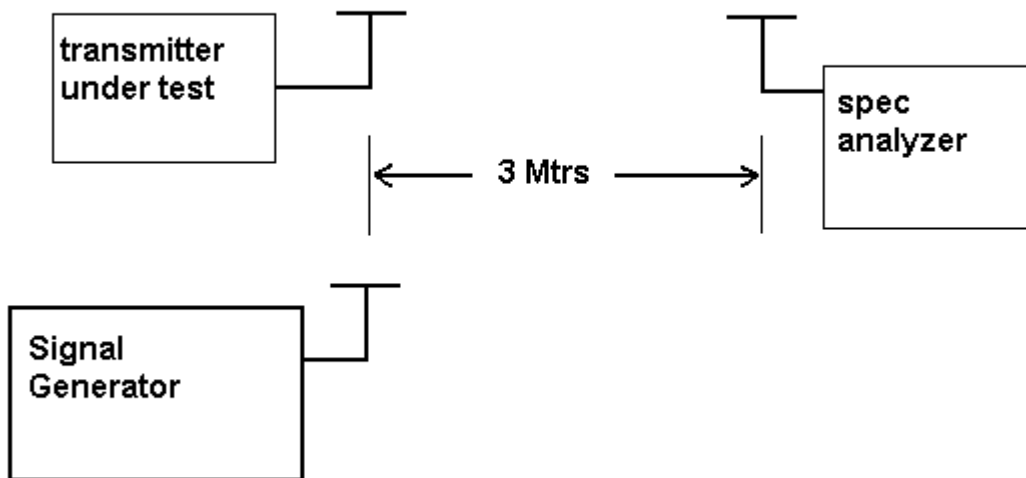 transmitter
under test
spec
analyzer
3 Mtrs
Signal
Generator